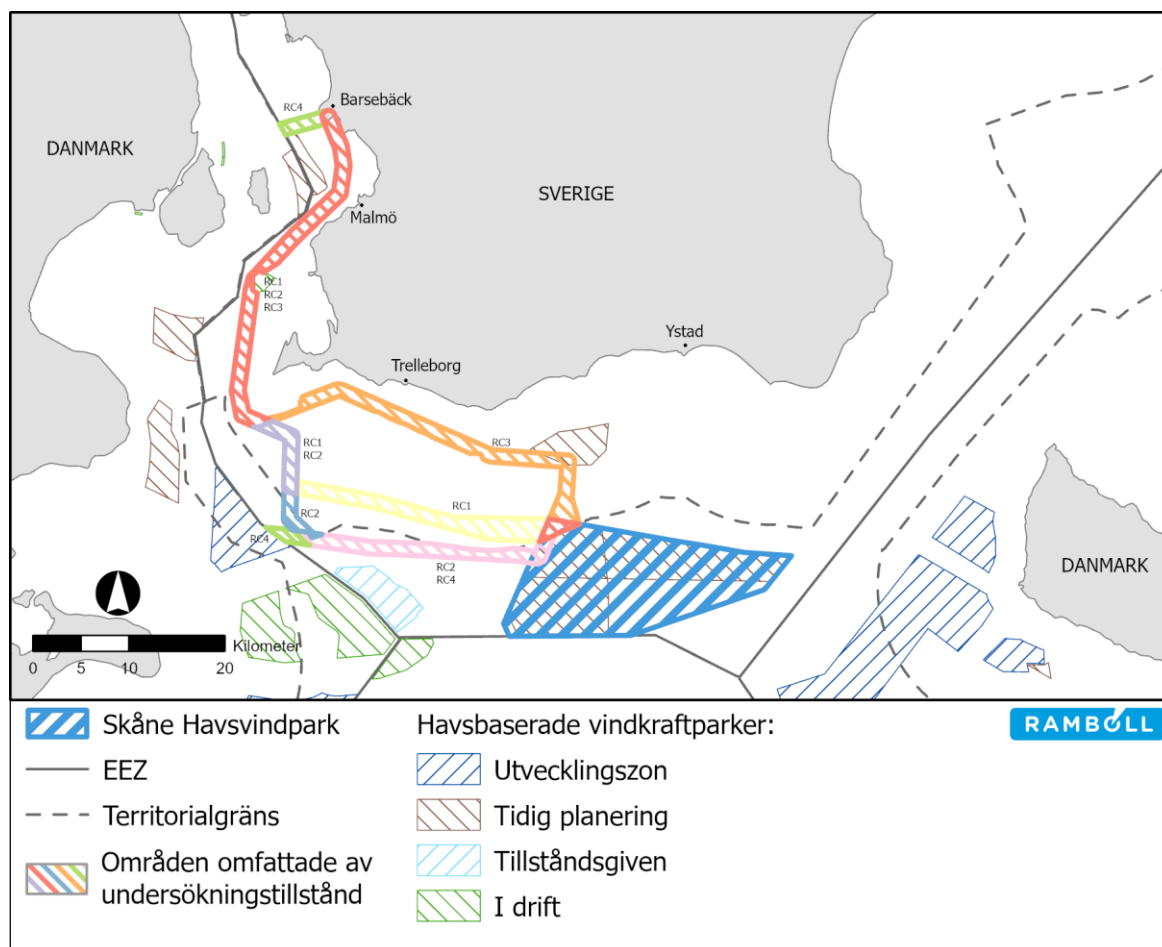 Barsebäck
RC4
DANMARK
SVERIGE
Malmö
RC1
RC2
RC3
Ystad
Trelleborg
RC3
RC1
RC2
RC1
RC2
RC4
RC2
RC4
DANMARK
Kilometer
0 5 10 20
Skåne Havsvindpark
EEZ
Territorialgräns
Områden omfattade av
undersökningstillstånd
Havsbaserade vindkraftparker:
Utvecklingszon
Tidig planering
Tillståndsgiven
I drift
RAMBOLL